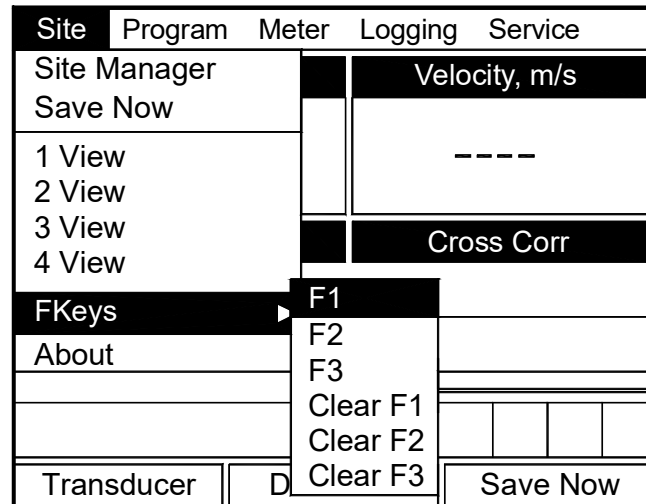 Site Program Meter Logging Service
Site Manager
Save Now
1 View
2 View
3 View
4 View
FKeys
About
F1
F2
F3
Clear F1
Clear F2
Clear F3
Velocity, m/s
----
Cross Corr
Transducer
D
Save Now